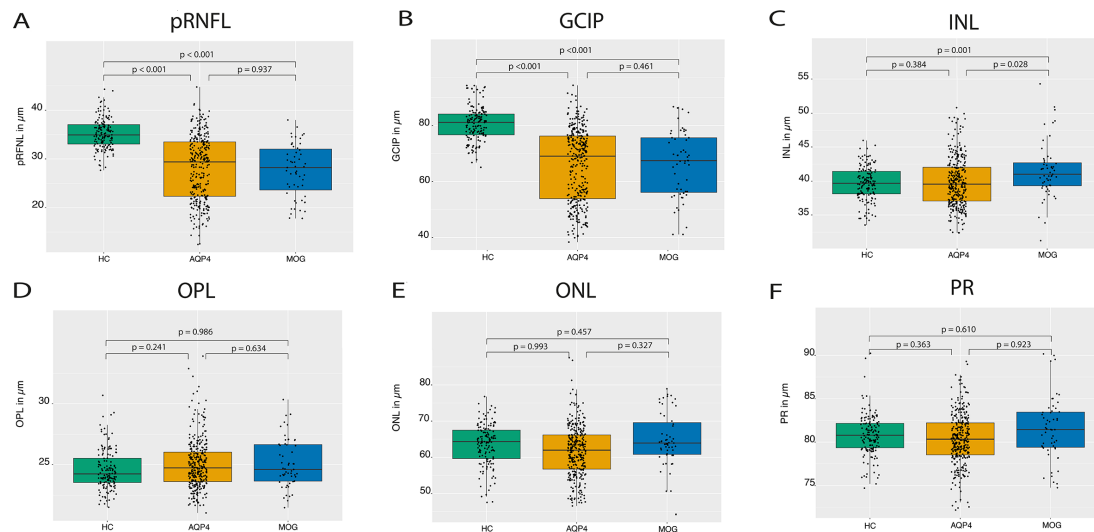 A
pRNFL
pRFNL in µm
40
30
20
p < 0.001
p < 0.001
p = 0.937
HC
AQP4
MOG
B
GCIP
GCIP in µm
80
60
40
p <0.001
p <0.001
p = 0.461
HC
AQP4
MOG
C
INL
INL in µm
55
50
45
40
35
p = 0.001
p = 0.384
p = 0.028
HC
AQP4
MOG
D
OPL
OPL in µm
30
25
p = 0.986
p = 0.241
p = 0.634
HC
AQP4
MOG
E
ONL
ONL in µm
80
70
60
50
p = 0.457
p = 0.993
p = 0.327
HC
AQP4
MOG
F
PR
PR in µm
90
85
80
75
p = 0.610
p = 0.363
p = 0.923
HC
AQP4
MOG